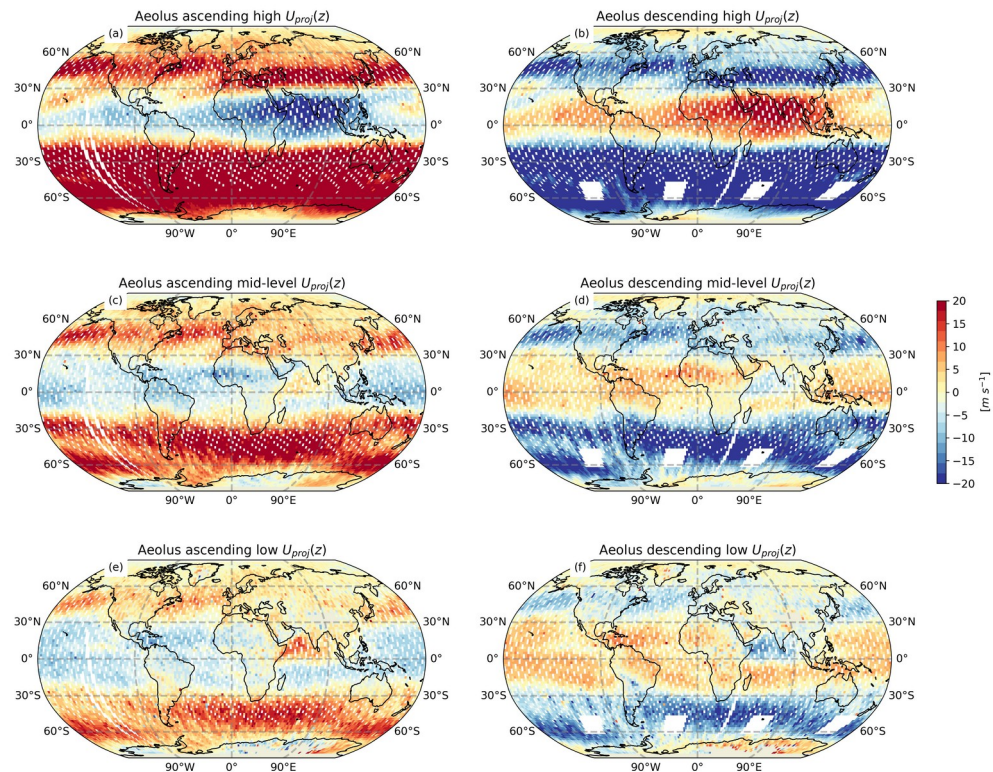 Aeolus ascending high U_proj(z)
Aeolus descending high U_proj(z)
(a)
(b)
60°N 60°N 60°N 60°N
30°N 30°N 30°N 30°N
0° 0° 0° 0°
30°S 30°S 30°S 30°S
60°S 60°S 60°S 60°S
90°W 0° 90°E 90°W 0° 90°E
Aeolus ascending mid-level U_proj(z)
Aeolus descending mid-level U_proj(z)
(c)
(d)
60°N 60°N 60°N 60°N
30°N 30°N 30°N 30°N
0° 0° 0° 0°
30°S 30°S 30°S 30°S
60°S 60°S 60°S 60°S
90°W 0° 90°E 90°W 0° 90°E
20
15
10
5
0
−5
−10
−15
−20
[m s⁻¹]
Aeolus ascending low U_proj(z)
Aeolus descending low U_proj(z)
(e)
(f)
60°N 60°N 60°N 60°N
30°N 30°N 30°N 30°N
0° 0° 0° 0°
30°S 30°S 30°S 30°S
60°S 60°S 60°S 60°S
90°W 0° 90°E 90°W 0° 90°E